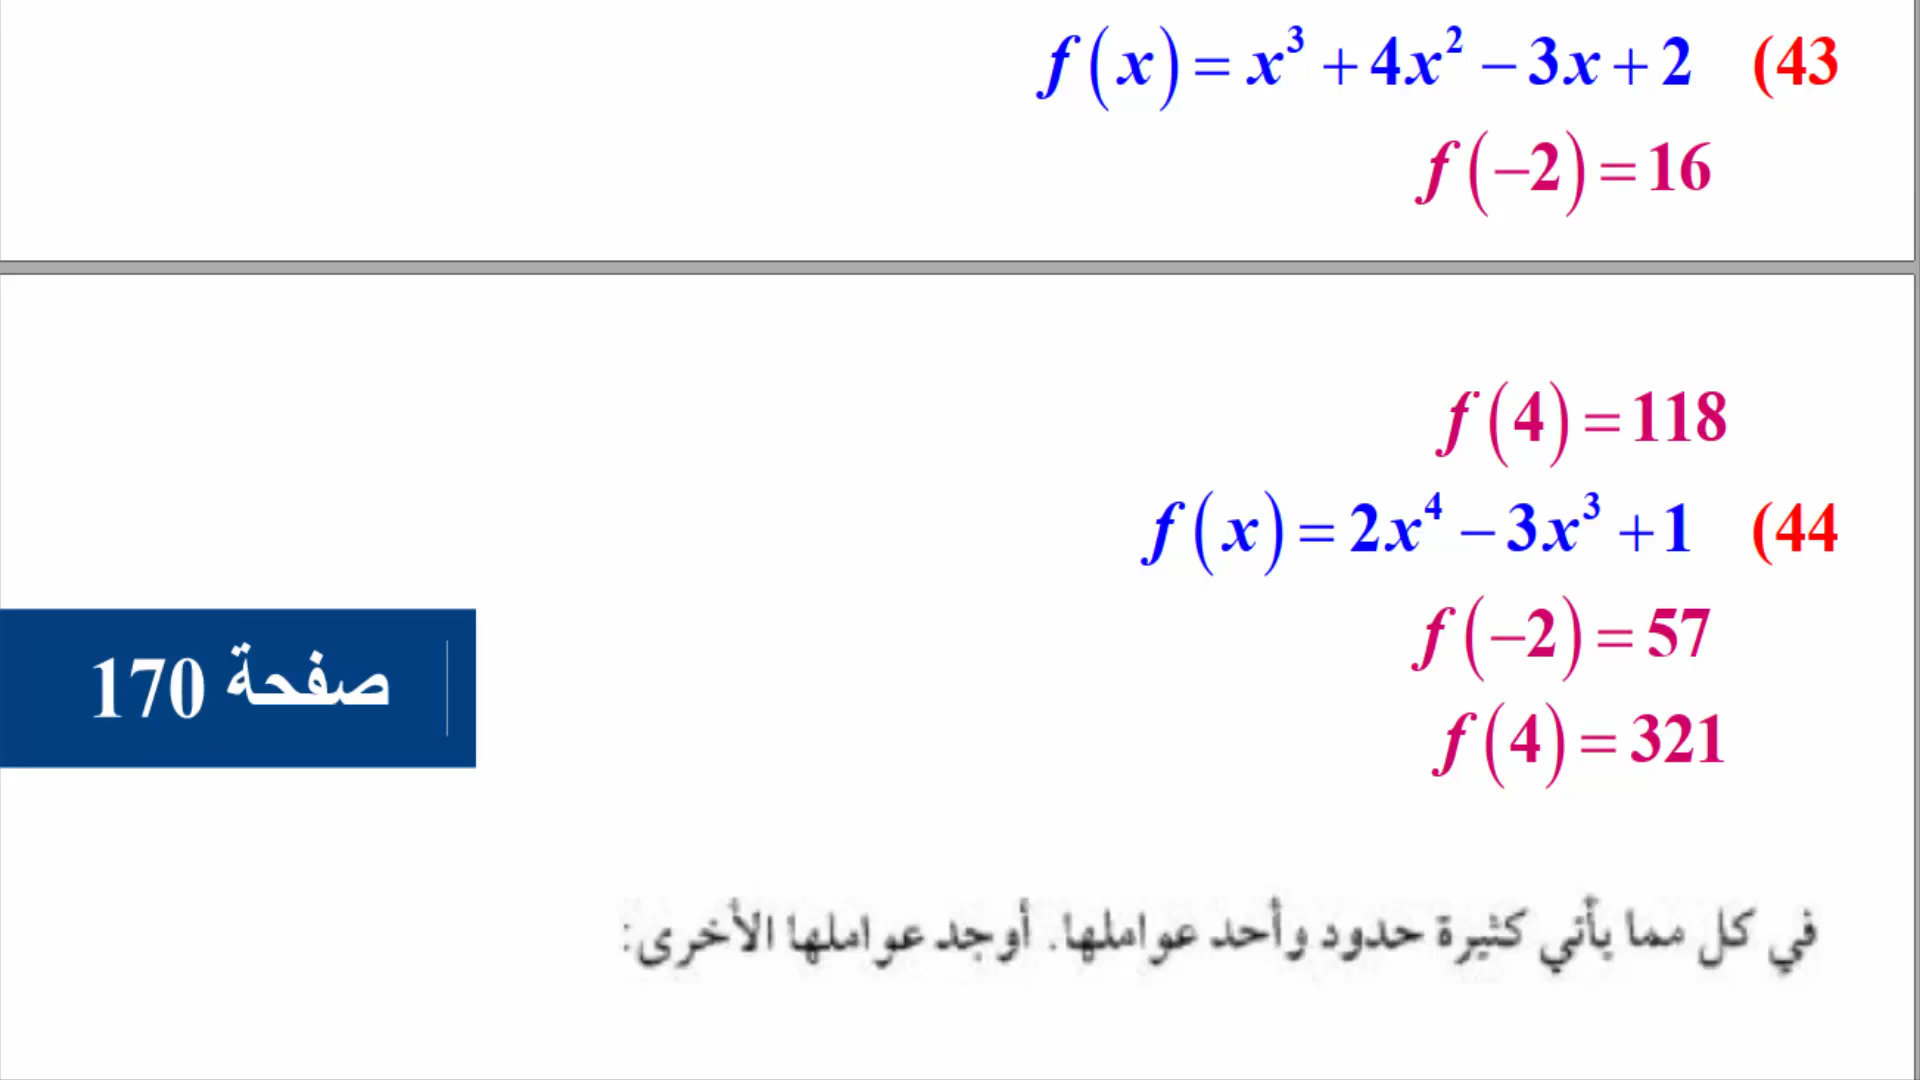 (43 f(x) = x³ + 4x² − 3x + 2
f(−2) = 16
f(4) = 118
(44 f(x) = 2x⁴ − 3x³ + 1
f(−2) = 57
f(4) = 321
صفحة 170
في كل مما يأتي كثيرة حدود وأحد عواملها. أوجد عواملها الأخرى: